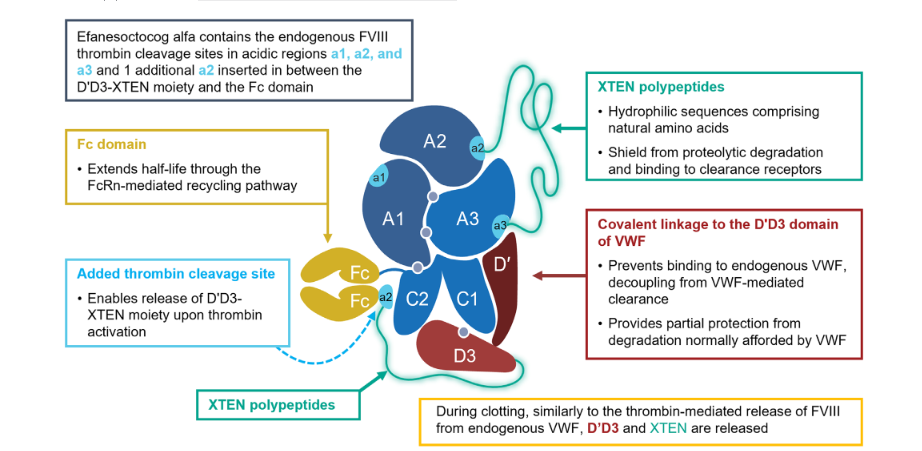 Efanesoctocog alfa contains the endogenous FVIII
thrombin cleavage sites in acidic regions a1, a2, and
a3 and 1 additional a2 inserted in between the
D'D3-XTEN moiety and the Fc domain
XTEN polypeptides
• Hydrophilic sequences comprising
natural amino acids
• Shield from proteolytic degradation
and binding to clearance receptors
Fc domain
• Extends half-life through the
FcRn-mediated recycling pathway
A2
a2
a1
A1
A3
a3
Covalent linkage to the D'D3 domain
of VWF
• Prevents binding to endogenous VWF,
decoupling from VWF-mediated
clearance
• Provides partial protection from
degradation normally afforded by VWF
Added thrombin cleavage site
• Enables release of D'D3-
XTEN moiety upon thrombin
activation
Fc
Fc
a2
C2
C1
D′
D3
XTEN polypeptides
During clotting, similarly to the thrombin-mediated release of FVIII
from endogenous VWF, D’D3 and XTEN are released